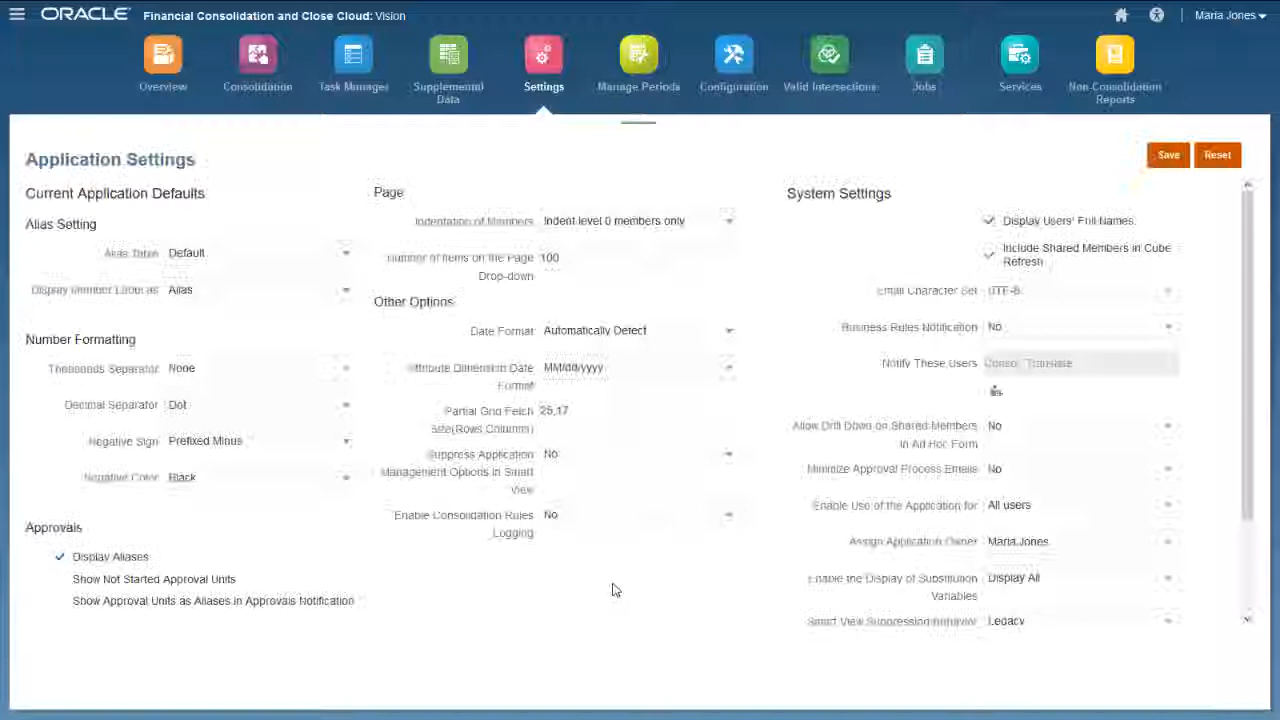 ORACLE Financial Consolidation and Close Cloud: Vision
Maria Jones
Overview
Consolidation
Task Manager
Supplemental
Data
Settings
Manage Periods
Configuration
Valid Intersections
Jobs
Services
Non-Consolidation
Reports
Application Settings
Save
Reset
Current Application Defaults
Alias Setting
Alias Table Default
Display Member Label as Alias
Number Formatting
Thousands Separator None
Decimal Separator Dot
Negative Sign Prefixed Minus
Negative Color Black
Approvals
Display Aliases
Show Not Started Approval Units
Show Approval Units as Aliases in Approvals Notification
Page
Indentation of Members Indent level 0 members only
Number of Items on the Page 100
Drop-down
Other Options
Date Format Automatically Detect
Attribute Dimension Date MM/dd/yyyy
Format
Partial Grid Fetch 25,17
Size(Rows,Columns)
Suppress Application No
Management Options in Smart
View
Enable Consolidation Rules No
Logging
System Settings
Display Users' Full Names
Include Shared Members in Cube
Refresh
Email Character Set UTF-8
Business Rules Notification No
Notify These Users Consol, Translate
Allow Drill Down on Shared Members No
in Ad Hoc Form
Minimize Approval Process Emails No
Enable Use of the Application for All users
Assign Application Owner Maria.Jones
Enable the Display of Substitution Display All
Variables
Smart View Suppression Behavior Legacy